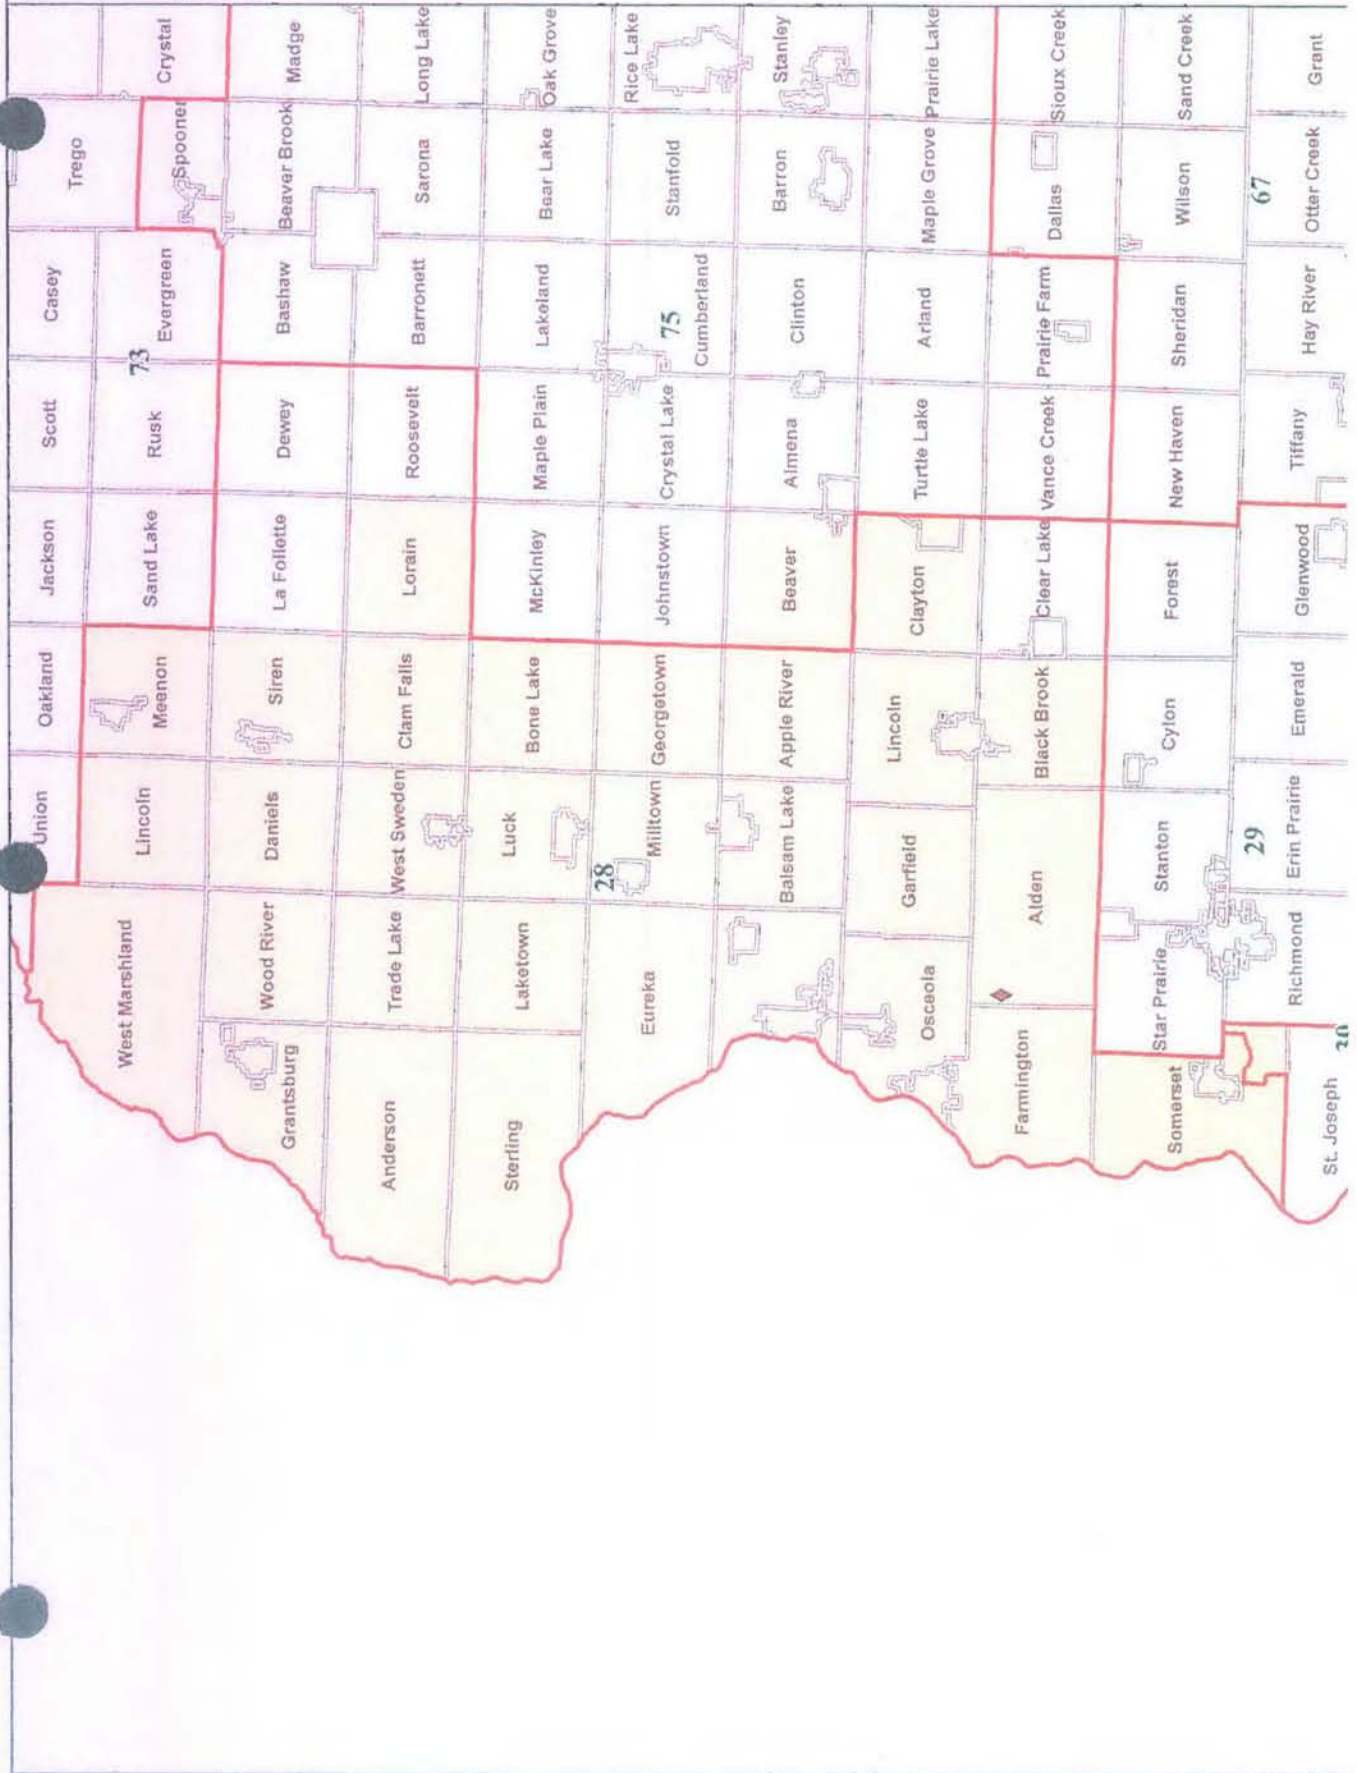 Union
Oakland
Jackson
Scott
Casey
Trego
Crystal
West Marshland
Lincoln
Meenon
Sand Lake
Rusk
73
Evergreen
Spooner
Grantsburg
Wood River
Daniels
Siren
La Follette
Dewey
Bashaw
Beaver Brook
Madge
Anderson
Trade Lake
West Sweden
Clam Falls
Lorain
Roosevelt
Barronett
Sarona
Long Lake
Sterling
Laketown
Luck
Bone Lake
McKinley
Maple Plain
Lakeland
Bear Lake
Oak Grove
Eureka
28
Milltown
Georgetown
Johnstown
Crystal Lake
75
Cumberland
Stanfold
Rice Lake
Balsam Lake
Apple River
Beaver
Almena
Clinton
Barron
Stanley
Osceola
Garfield
Lincoln
Clayton
Turtle Lake
Arland
Maple Grove
Prairie Lake
Farmington
Alden
Black Brook
Clear Lake
Vance Creek
Prairie Farm
Dallas
Sioux Creek
Somerset
Star Prairie
Stanton
Cylon
Forest
New Haven
Sheridan
Wilson
Sand Creek
St. Joseph
20
Richmond
29
Erin Prairie
Emerald
Glenwood
Tiffany
Hay River
67
Otter Creek
Grant